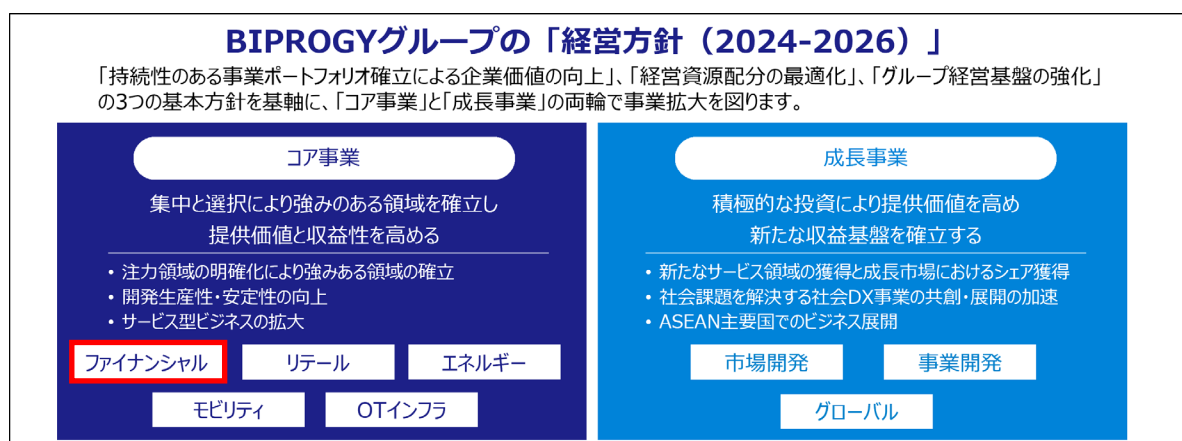 BIPROGYグループの「経営方針（2024-2026）」
「持続性のある事業ポートフォリオ確立による企業価値の向上」、「経営資源配分の最適化」、「グループ経営基盤の強化」
の3つの基本方針を基軸に、「コア事業」と「成長事業」の両輪で事業拡大を図ります。
コア事業
集中と選択により強みのある領域を確立し
提供価値と収益性を高める
• 注力領域の明確化により強みある領域の確立
• 開発生産性・安定性の向上
• サービス型ビジネスの拡大
ファイナンシャル
リテール
エネルギー
モビリティ
OTインフラ
成長事業
積極的な投資により提供価値を高め
新たな収益基盤を確立する
• 新たなサービス領域の獲得と成長市場におけるシェア獲得
• 社会課題を解決する社会DX事業の共創・展開の加速
• ASEAN主要国でのビジネス展開
市場開発
事業開発
グローバル